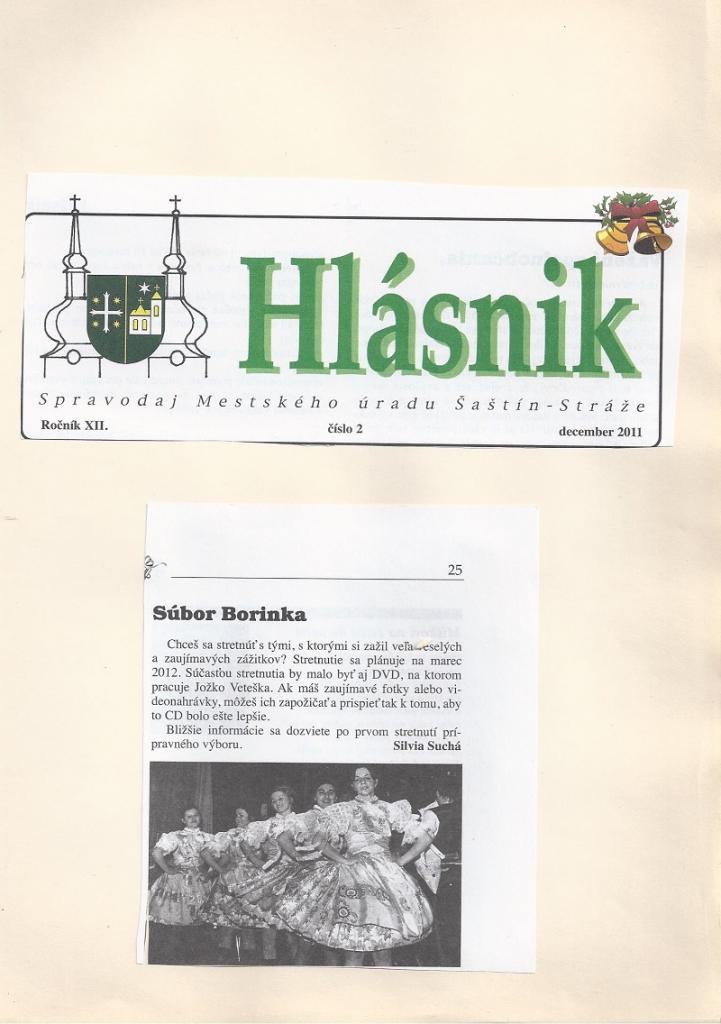 Hlásnik
Spravodaj Mestského úradu Šaštín-Stráže
Ročník XII. číslo 2 december 2011
25
Súbor Borinka
Chceš sa stretnúť s tými, s ktorými si zažil veľa veselých
a zaujímavých zážitkov? Stretnutie sa plánuje na marec
2012. Súčasťou stretnutia by malo byť aj DVD, na ktorom
pracuje Jožko Veteška. Ak máš zaujímavé fotky alebo vi-
deonahrávky, môžeš ich zapožičať a prispieť tak k tomu, aby
to CD bolo ešte lepšie.
Bližšie informácie sa dozviete po prvom stretnutí prí-
pravného výboru. Silvia Suchá